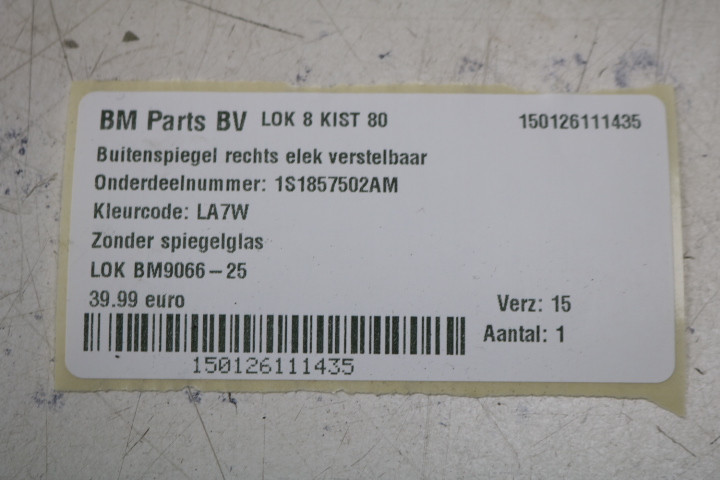 BM Parts BV LOK 8 KIST 80 150126111435
Buitenspiegel rechts elek verstelbaar
Onderdeelnummer: 1S1857502AM
Kleurcode: LA7W
Zonder spiegelglas
LOK BM9066-25
39.99 euro Verz: 15
Aantal: 1
150126111435